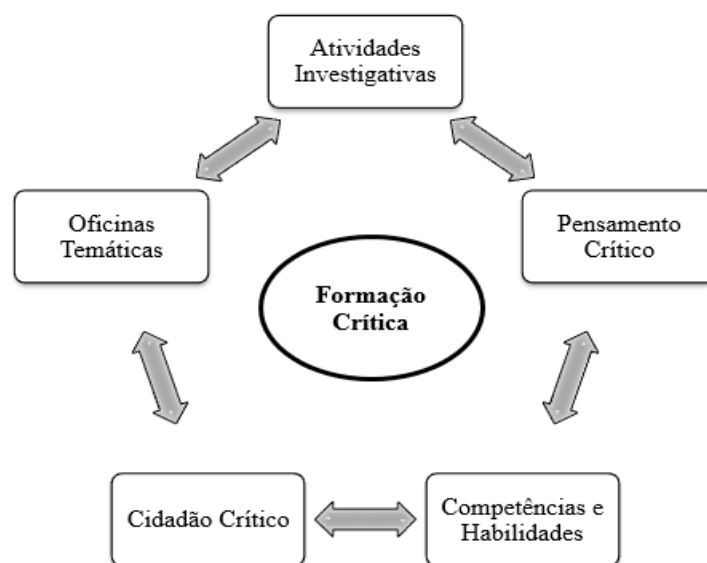 Atividades
Investigativas
Oficinas
Temáticas
Pensamento
Crítico
Formação
Crítica
Cidadão Crítico
Competências e
Habilidades